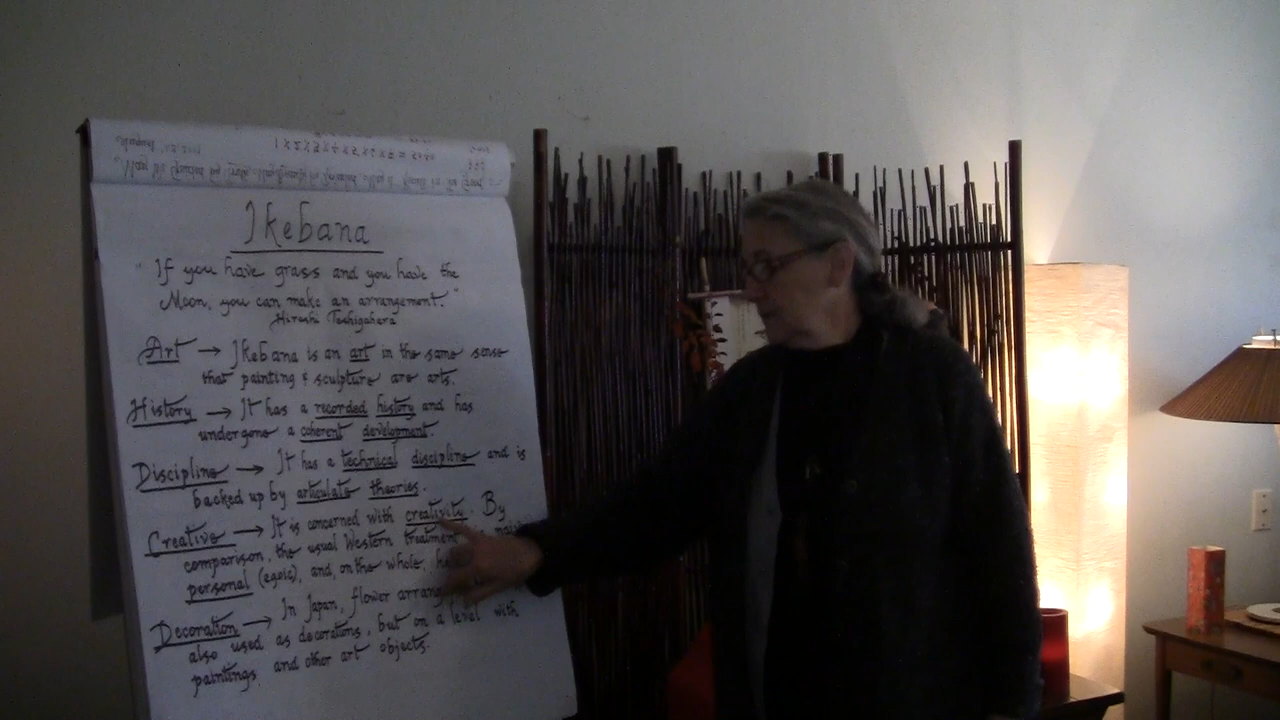 Ikebana
"If you have grass and you have the
Moon, you can make an arrangement."
Hiroshi Teshigahara
Art → Ikebana is an art in the same sense
that painting & sculpture are arts.
History → It has a recorded history and has
undergone a coherent development.
Discipline → It has a technical discipline and is
backed up by articulate theories.
Creative → It is concerned with creativity. By
comparison, the usual Western treatment
personal (egoic), and, on the whole,
Decoration → In Japan, flower
also used as decorations, but on a level with
paintings and other art objects.